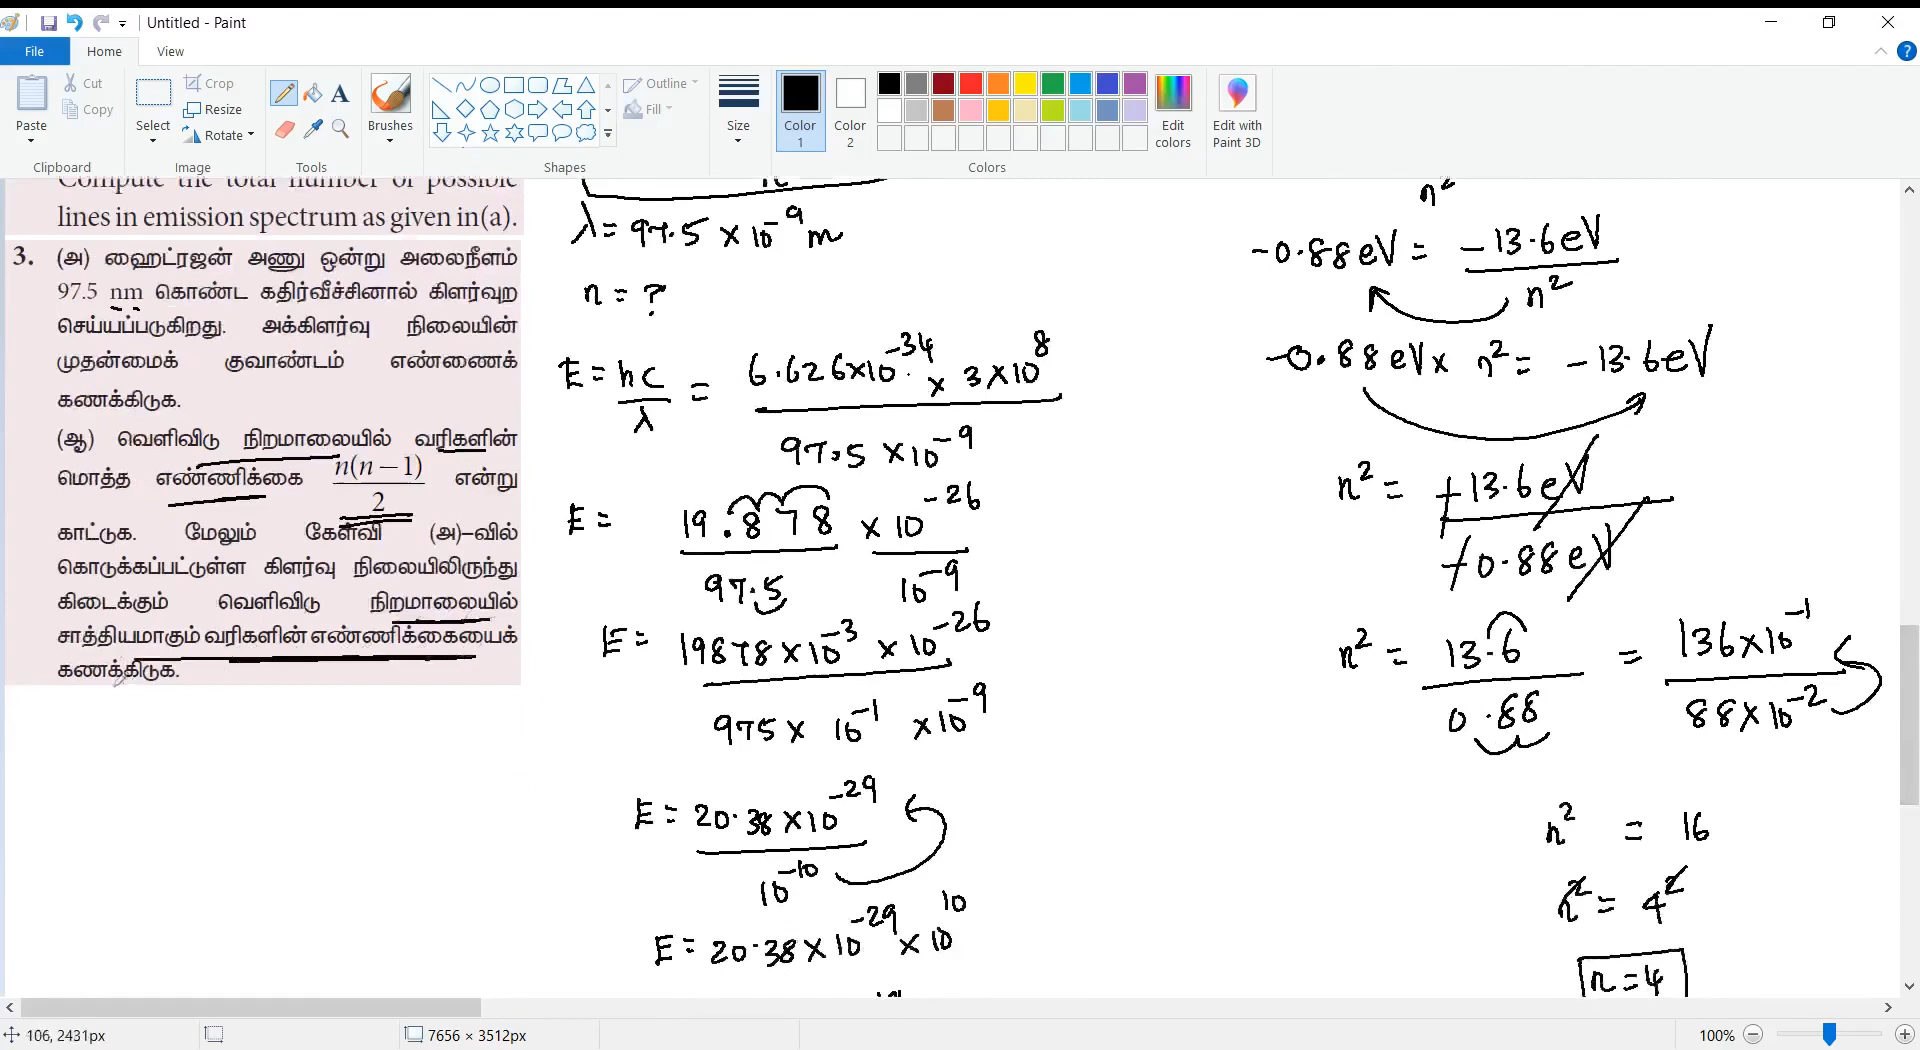 Untitled - Paint
File Home View
Paste
Cut
Copy
Clipboard
Select
Crop
Resize
Rotate
Image
Tools
Brushes
Shapes
Outline
Fill
Size
Color 1
Color 2
Edit colors
Edit with Paint 3D
Colors
Compute the total number of possible
lines in emission spectrum as given in(a).
3. (அ) ஹைட்ரஜன் அணு ஒன்று அலைநீளம்
97.5 nm கொண்ட கதிர்வீச்சினால் கிளர்வுற
செய்யப்படுகிறது. அக்கிளர்வு நிலையின்
முதன்மைக் குவாண்டம் எண்ணைக்
கணக்கிடுக.
(ஆ) வெளிவிடு நிறமாலையில் வரிகளின்
மொத்த எண்ணிக்கை n(n – 1)/2 என்று
காட்டுக. மேலும் கேள்வி (அ)–வில்
கொடுக்கப்பட்டுள்ள கிளர்வு நிலையிலிருந்து
கிடைக்கும் வெளிவிடு நிறமாலையில்
சாத்தியமாகும் வரிகளின் எண்ணிக்கையைக்
கணக்கிடுக.
λ = 97.5 × 10⁻⁹ m
n = ?
E = hc/λ = 6.626×10⁻³⁴ × 3×10⁸ / 97.5 × 10⁻⁹
E = 19.878/97.5 × 10⁻²⁶/10⁻⁹
E = 19878×10⁻³ × 10⁻²⁶ / 975 × 10⁻¹ × 10⁻⁹
E = 20.38 × 10⁻²⁹ / 10⁻¹⁰
E = 20.38 × 10⁻²⁹ × 10¹⁰
n²
-0.88 eV = -13.6 eV / n²
-0.88 eV × n² = -13.6 eV
n² = -13.6 eV / -0.88 eV
n² = 13.6 / 0.88 = 136×10⁻¹ / 88×10⁻²
n² = 16
n² = 4²
n = 4
106, 2431px
7656 × 3512px
100%